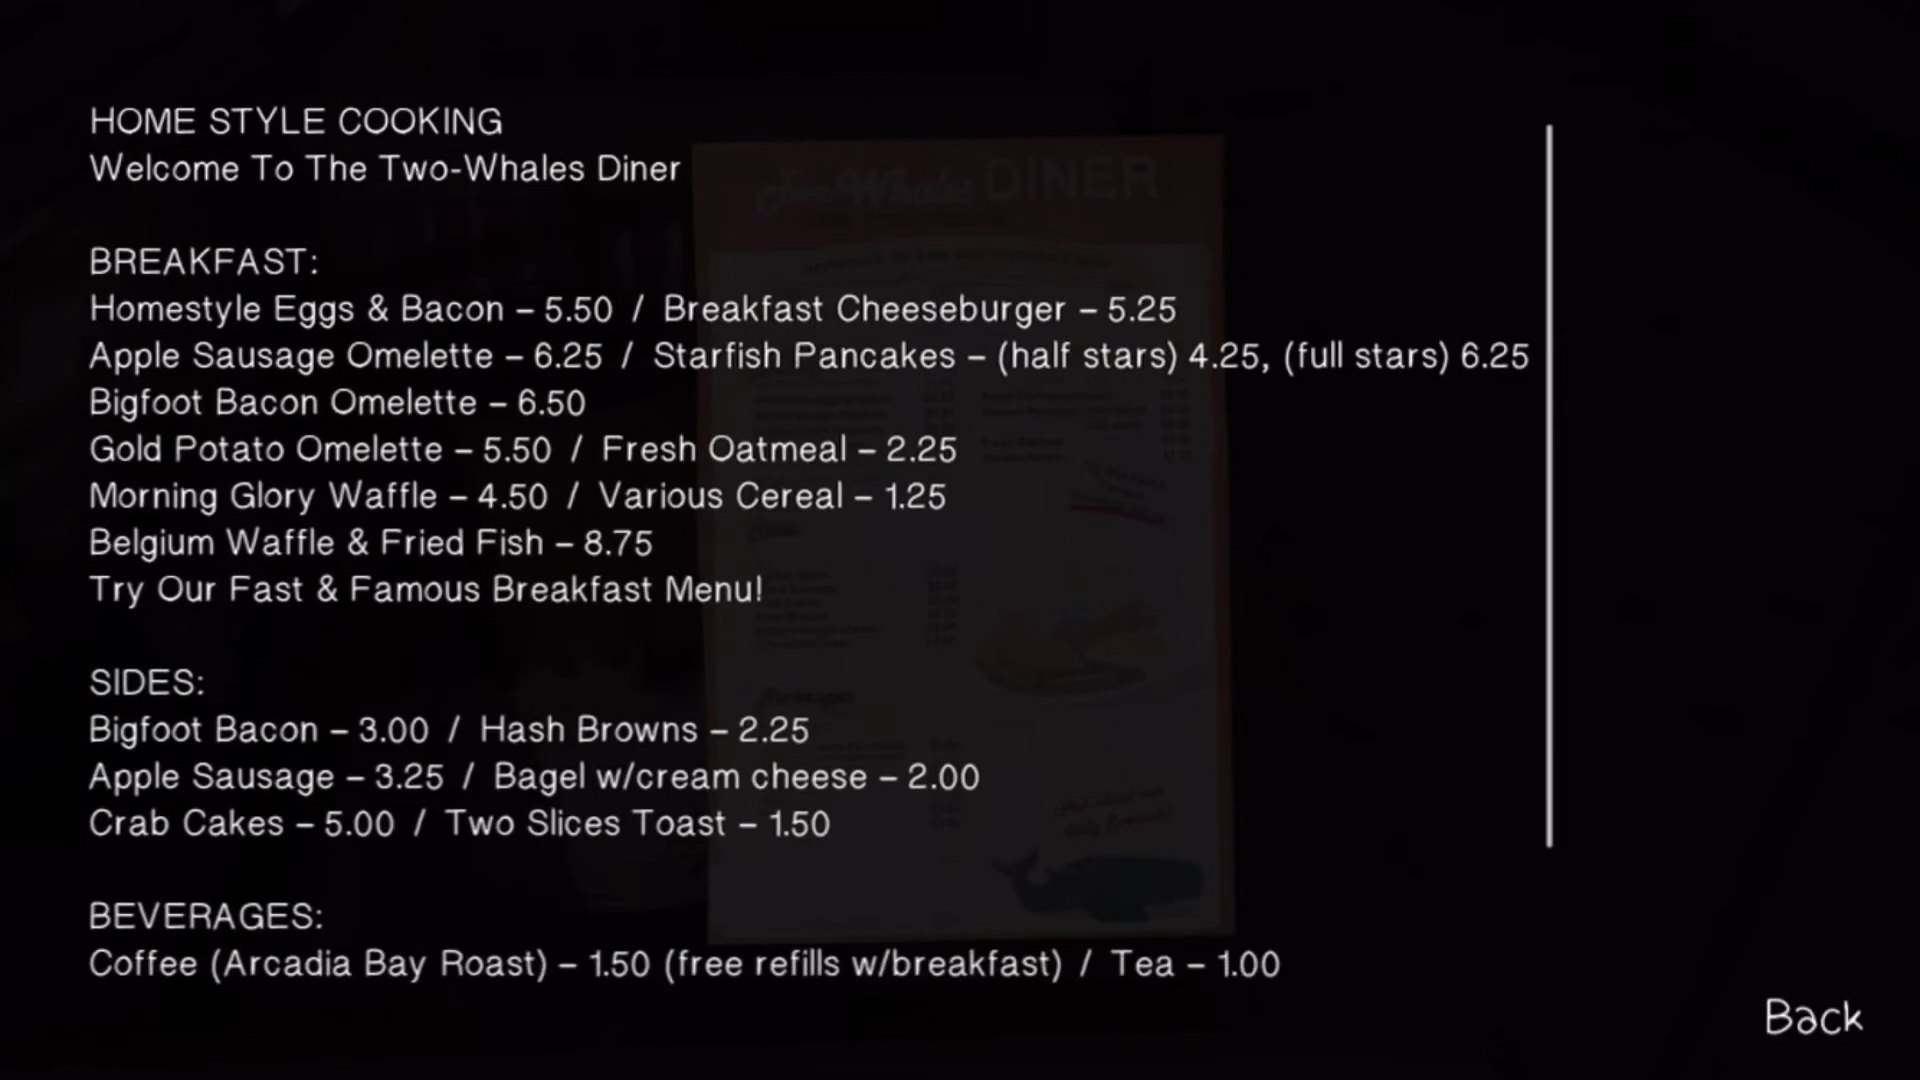 HOME STYLE COOKING
Welcome To The Two-Whales Diner
BREAKFAST:
Homestyle Eggs & Bacon – 5.50 / Breakfast Cheeseburger – 5.25
Apple Sausage Omelette – 6.25 / Starfish Pancakes – (half stars) 4.25, (full stars) 6.25
Bigfoot Bacon Omelette – 6.50
Gold Potato Omelette – 5.50 / Fresh Oatmeal – 2.25
Morning Glory Waffle – 4.50 / Various Cereal – 1.25
Belgium Waffle & Fried Fish – 8.75
Try Our Fast & Famous Breakfast Menu!
SIDES:
Bigfoot Bacon – 3.00 / Hash Browns – 2.25
Apple Sausage – 3.25 / Bagel w/cream cheese – 2.00
Crab Cakes – 5.00 / Two Slices Toast – 1.50
BEVERAGES:
Coffee (Arcadia Bay Roast) – 1.50 (free refills w/breakfast) / Tea – 1.00
Back
Two Whales DINER